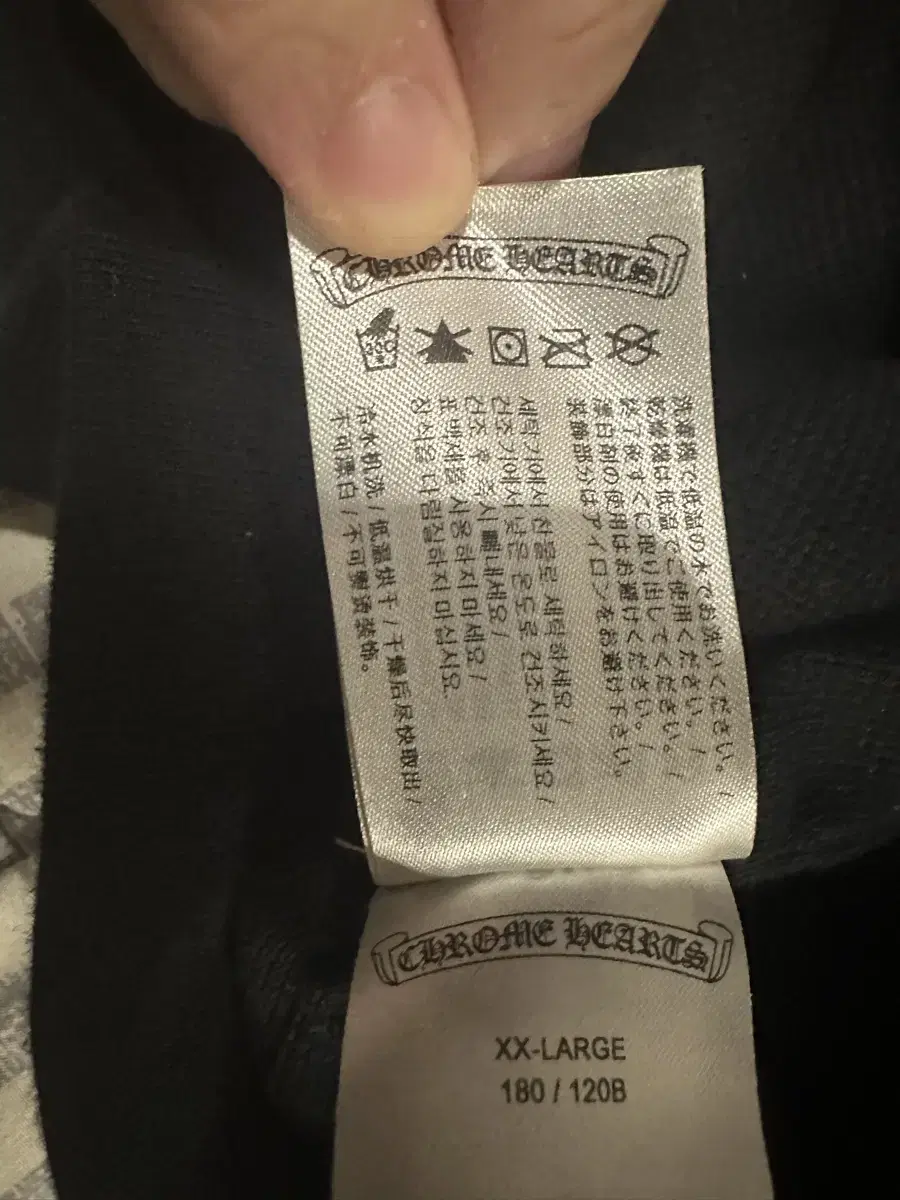 CHROME HEARTS
洗濯機で低温の水でお洗いください。 /
乾燥機は低温でご使用ください。 /
終了後すぐに取り出してください。 /
漂白剤の使用はお避けください。 /
装飾部分はアイロンをお避け下さい。
세탁기에서 찬물로 세탁하세요 /
건조기에서 낮은 온도로 건조시키세요 /
건조 후 즉시 빼내세요 /
표백제를 사용하지 마세요 /
장식을 다림질하지 마십시요.
冷水机洗 / 低温烘干 / 干燥后尽快取出 /
不可漂白 / 不可熨烫装饰。
CHROME HEARTS
XX-LARGE
180 / 120B